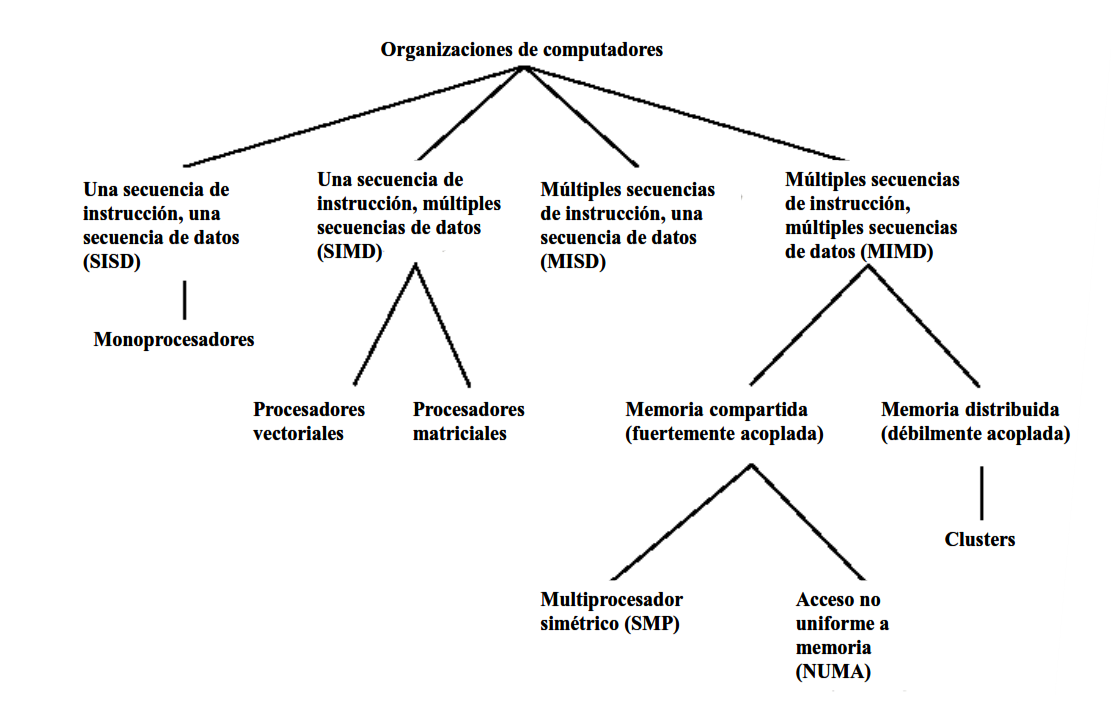 Organizaciones de computadores
Una secuencia de
instrucción, una
secuencia de datos
(SISD)
Una secuencia de
instrucción, múltiples
secuencias de datos
(SIMD)
Múltiples secuencias
de instrucción, una
secuencia de datos
(MISD)
Múltiples secuencias
de instrucción,
múltiples secuencias
de datos (MIMD)
Monoprocesadores
Procesadores
vectoriales
Procesadores
matriciales
Memoria compartida
(fuertemente acoplada)
Memoria distribuida
(débilmente acoplada)
Clusters
Multiprocesador
simétrico (SMP)
Acceso no
uniforme a
memoria
(NUMA)